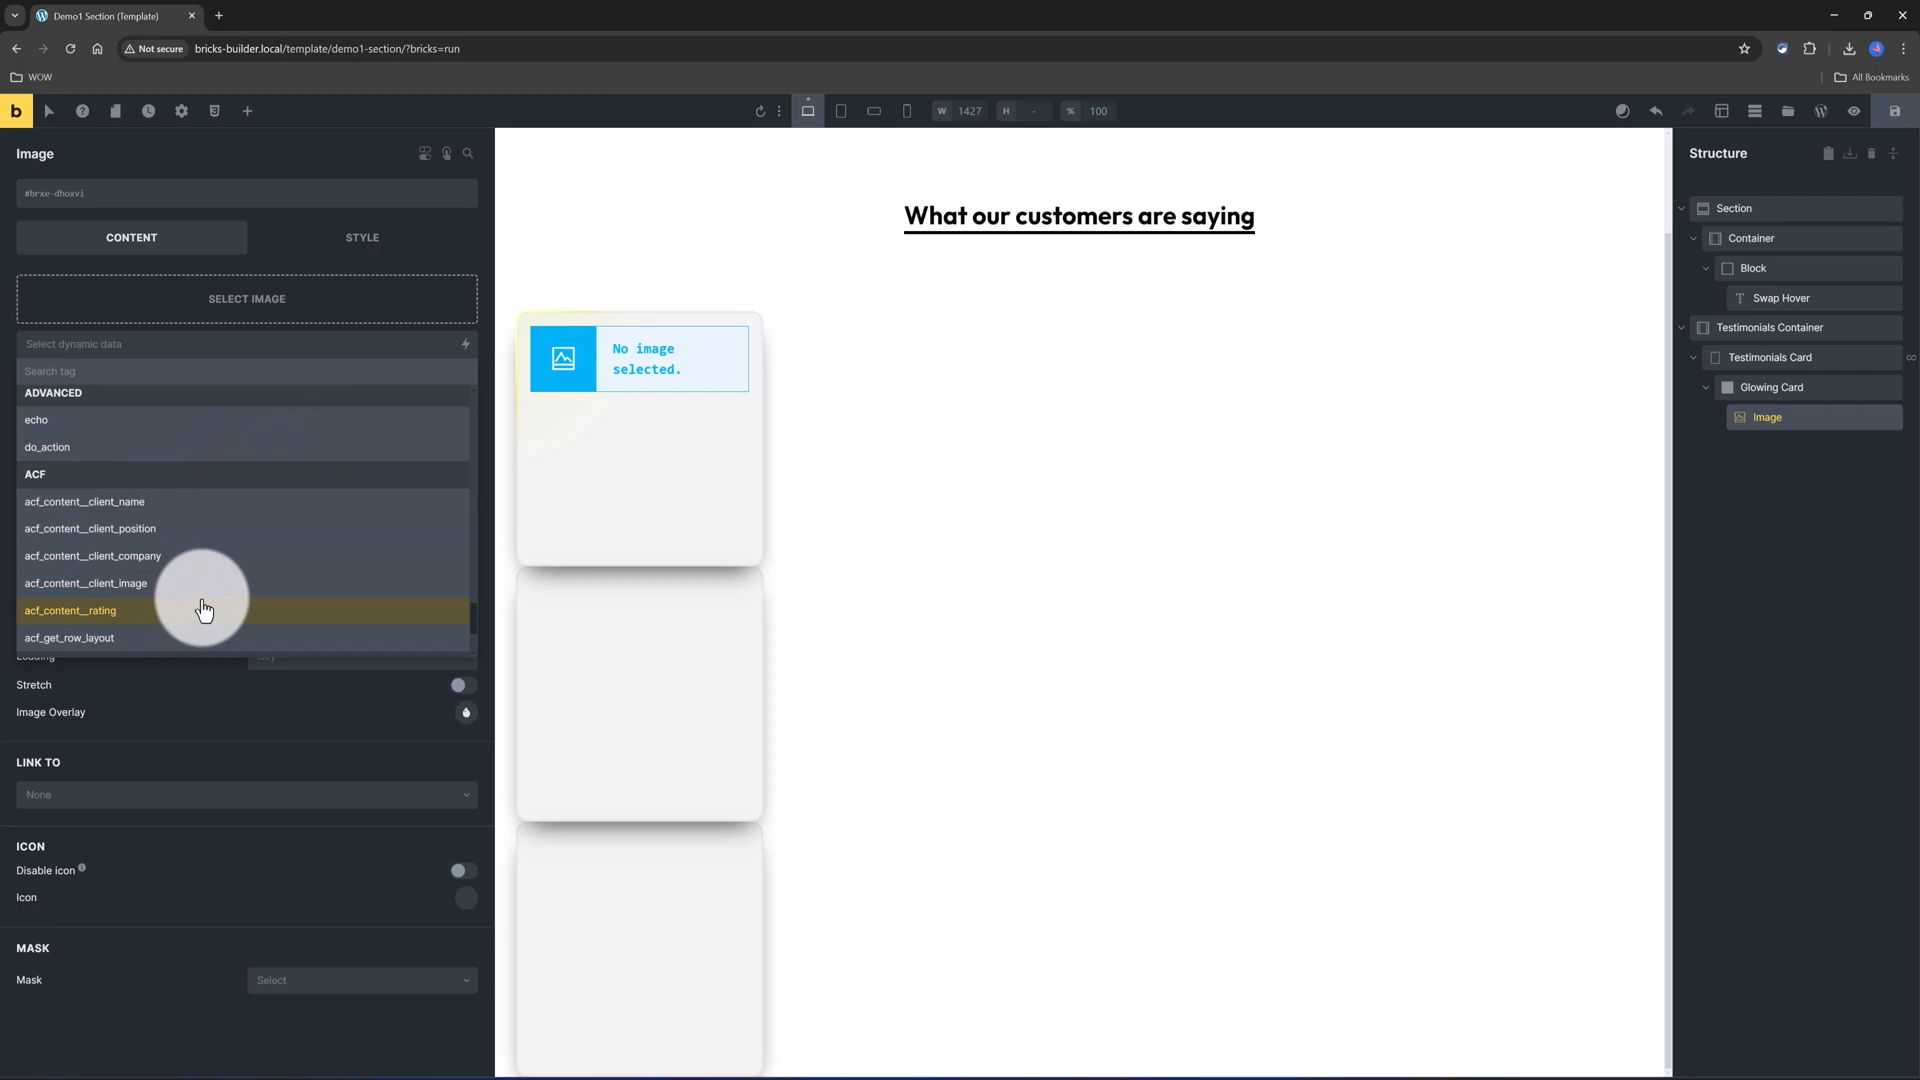 Demo1 Section (Template)
Not secure
bricks-builder.local/template/demo1-section/?bricks=run
WOW
All Bookmarks
b
W 1427
H -
% 100
Image
#brxe-dhoxvi
CONTENT
STYLE
SELECT IMAGE
Select dynamic data
Search tag
ADVANCED
echo
do_action
ACF
acf_content__client_name
acf_content__client_position
acf_content__client_company
acf_content__client_image
acf_content__rating
acf_get_row_layout
Stretch
Image Overlay
LINK TO
None
ICON
Disable icon
Icon
MASK
Mask
Select
What our customers are saying
No image
selected.
Structure
Section
Container
Block
Swap Hover
Testimonials Container
Testimonials Card
Glowing Card
Image